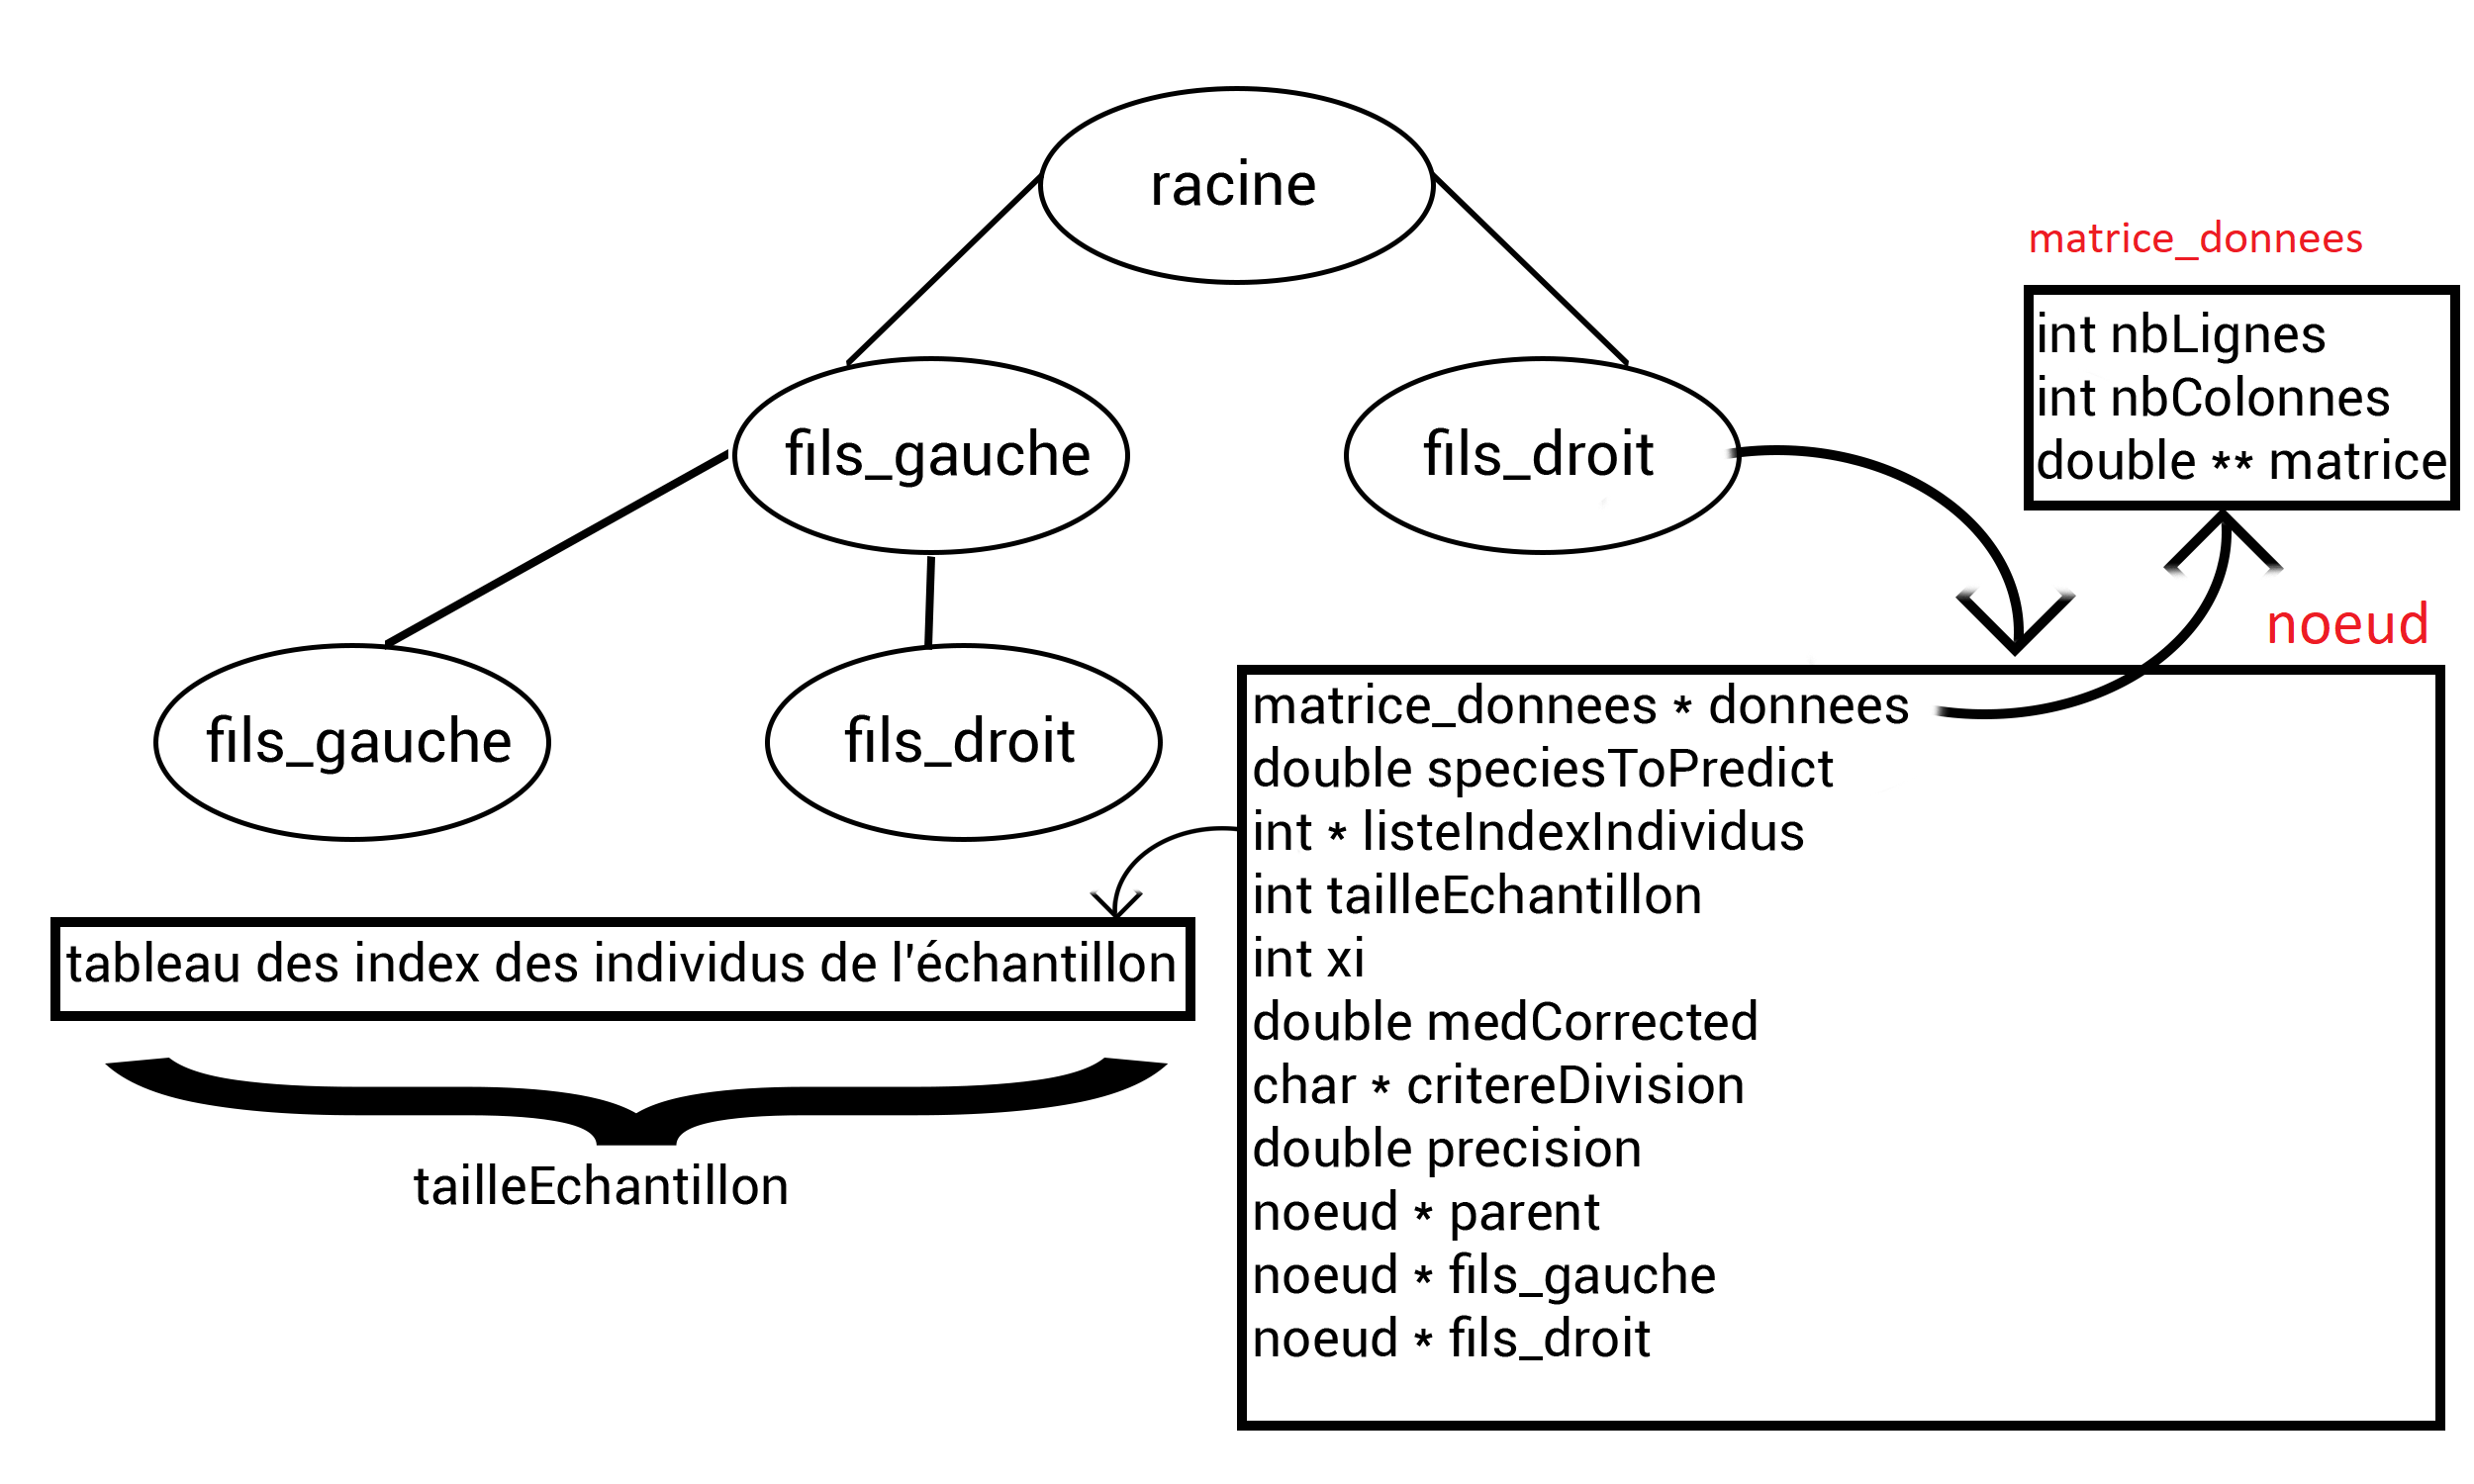 racine
matrice_donnees
int nbLignes
int nbColonnes
double ** matrice
fils_gauche
fils_droit
noeud
fils_gauche
fils_droit
matrice_donnees * donnees
double speciesToPredict
int * listeIndexIndividus
int tailleEchantillon
int xi
double medCorrected
char * critereDivision
double precision
noeud * parent
noeud * fils_gauche
noeud * fils_droit
tableau des index des individus de l'échantillon
tailleEchantillon